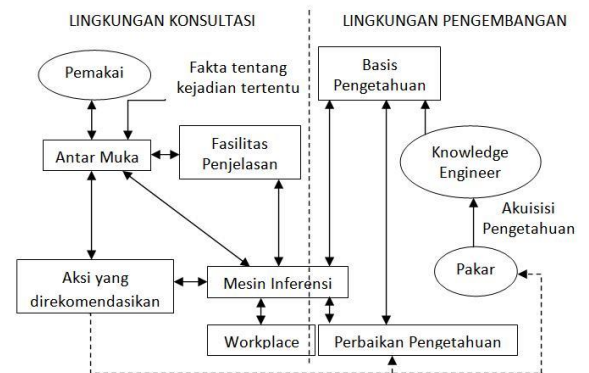 LINGKUNGAN KONSULTASI
LINGKUNGAN PENGEMBANGAN
Pemakai
Fakta tentang
kejadian tertentu
Basis
Pengetahuan
Antar Muka
Fasilitas
Penjelasan
Knowledge
Engineer
Akuisisi
Pengetahuan
Pakar
Aksi yang
direkomendasikan
Mesin Inferensi
Workplace
Perbaikan Pengetahuan